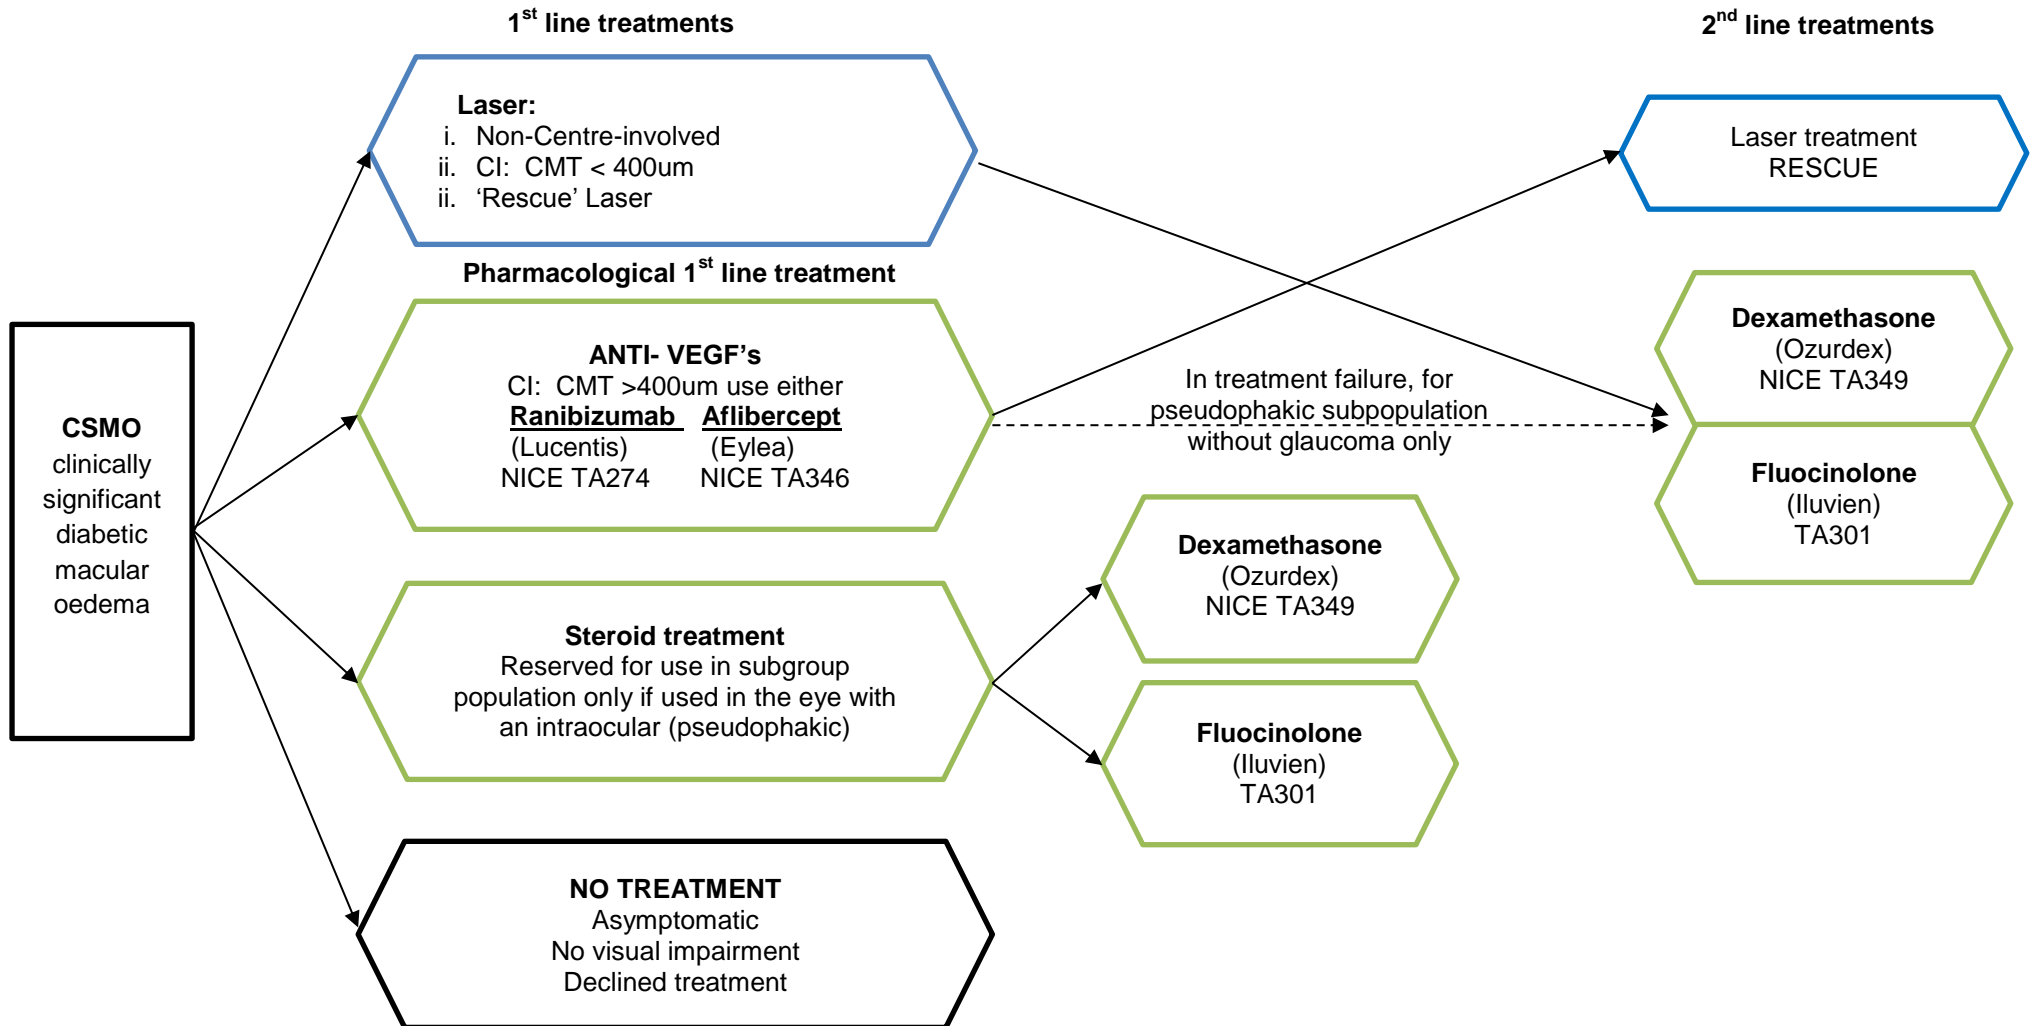 1st line treatments
2nd line treatments
Laser:
i. Non-Centre-involved
ii. CI: CMT < 400um
ii. ‘Rescue’ Laser
Laser treatment
RESCUE
Pharmacological 1st line treatment
ANTI- VEGF’s
CI: CMT >400um use either
Ranibizumab Aflibercept
(Lucentis) (Eylea)
NICE TA274 NICE TA346
In treatment failure, for
pseudophakic subpopulation
without glaucoma only
Dexamethasone
(Ozurdex)
NICE TA349
Fluocinolone
(Iluvien)
TA301
CSMO
clinically
significant
diabetic
macular
oedema
Steroid treatment
Reserved for use in subgroup
population only if used in the eye with
an intraocular (pseudophakic)
Dexamethasone
(Ozurdex)
NICE TA349
Fluocinolone
(Iluvien)
TA301
NO TREATMENT
Asymptomatic
No visual impairment
Declined treatment